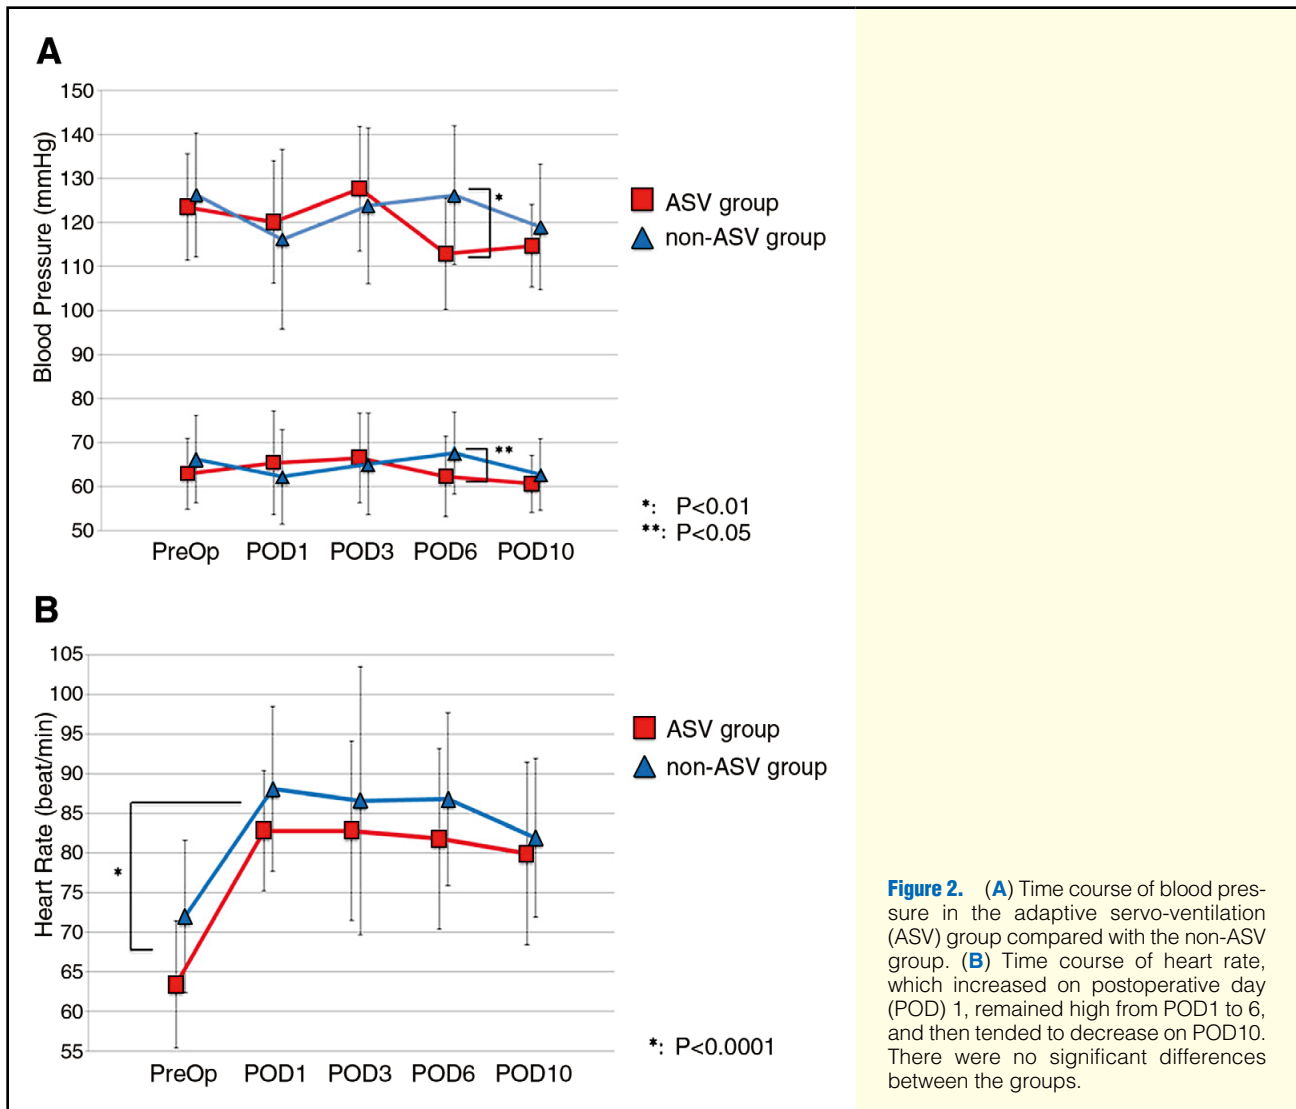 A
150
140
130
120
110
100
90
80
70
60
50
Blood Pressure (mmHg)
*
**
PreOp POD1 POD3 POD6 POD10
ASV group
non-ASV group
*: P<0.01
**: P<0.05
B
105
100
95
90
85
80
75
70
65
60
55
Heart Rate (beat/min)
*
PreOp POD1 POD3 POD6 POD10
ASV group
non-ASV group
*: P<0.0001
Figure 2. (A) Time course of blood pres-
sure in the adaptive servo-ventilation
(ASV) group compared with the non-ASV
group. (B) Time course of heart rate,
which increased on postoperative day
(POD) 1, remained high from POD1 to 6,
and then tended to decrease on POD10.
There were no significant differences
between the groups.